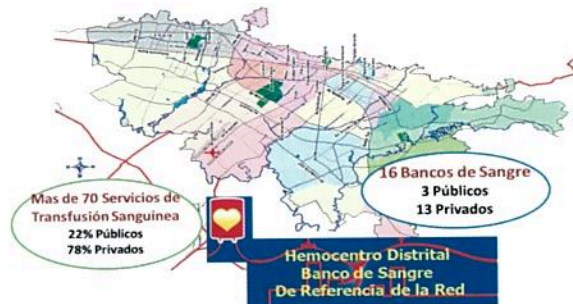 16 Bancos de Sangre
3 Públicos
13 Privados
Mas de 70 Servicios de
Transfusión Sanguínea
22% Públicos
78% Privados
Hemocentro Distrital
Banco de Sangre
De Referencia de la Red